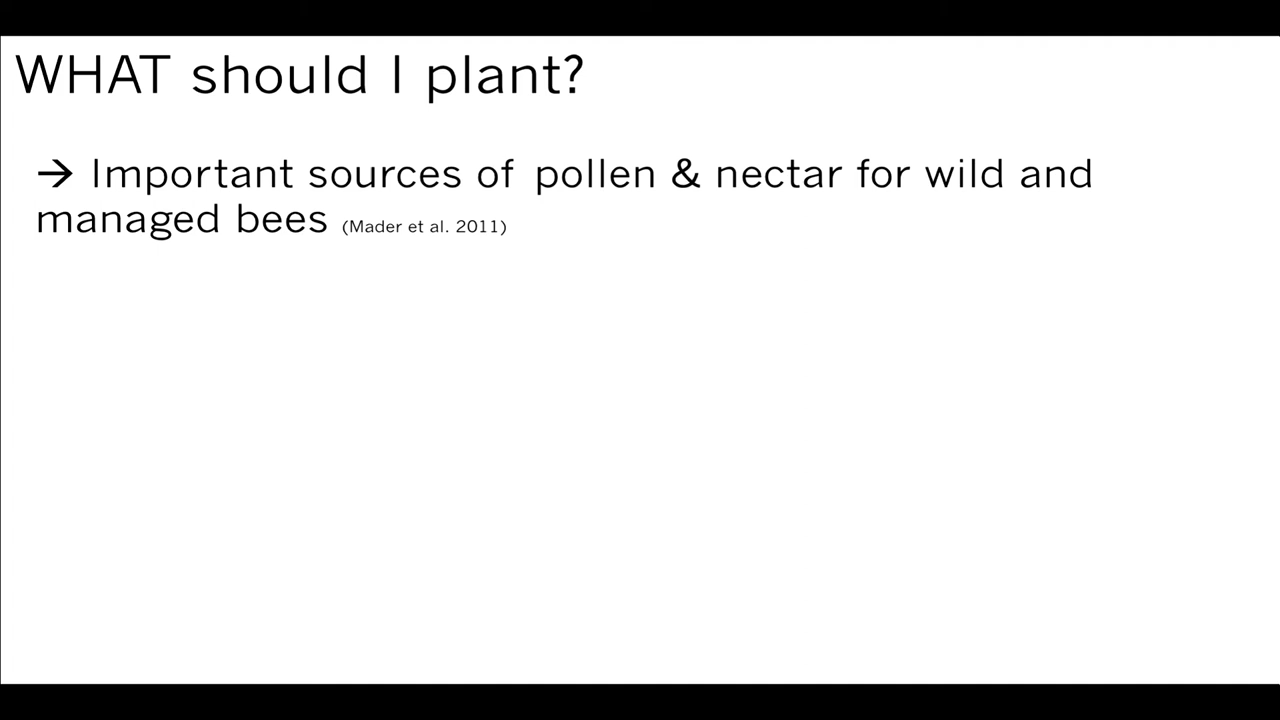 WHAT should I plant?
→ Important sources of pollen & nectar for wild and
managed bees (Mader et al. 2011)